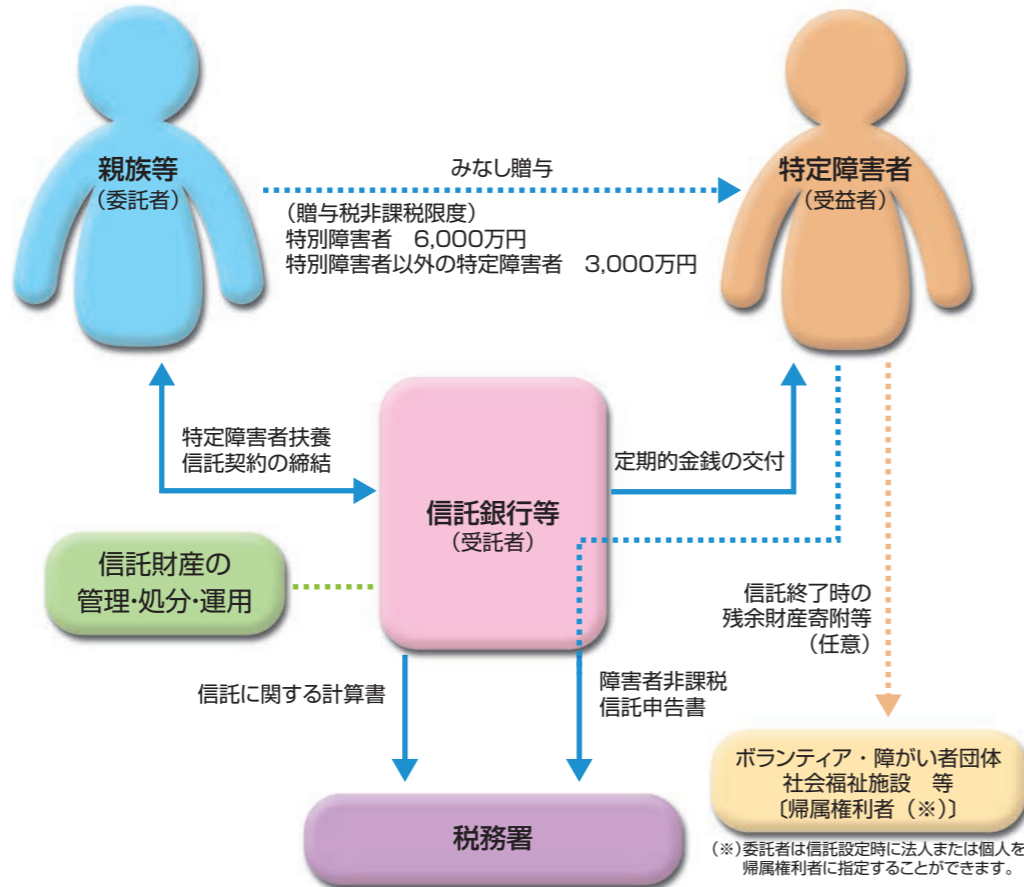 親族等
(委託者)
みなし贈与
(贈与税非課税限度)
特別障害者　6,000万円
特別障害者以外の特定障害者　3,000万円
特定障害者
(受益者)
特定障害者扶養
信託契約の締結
信託銀行等
(受託者)
定期的金銭の交付
信託財産の
管理・処分・運用
信託終了時の
残余財産寄附等
(任意)
信託に関する計算書
障害者非課税
信託申告書
税務署
ボランティア・障がい者団体
社会福祉施設　等
〔帰属権利者（※）〕
(※)委託者は信託設定時に法人または個人を
帰属権利者に指定することができます。